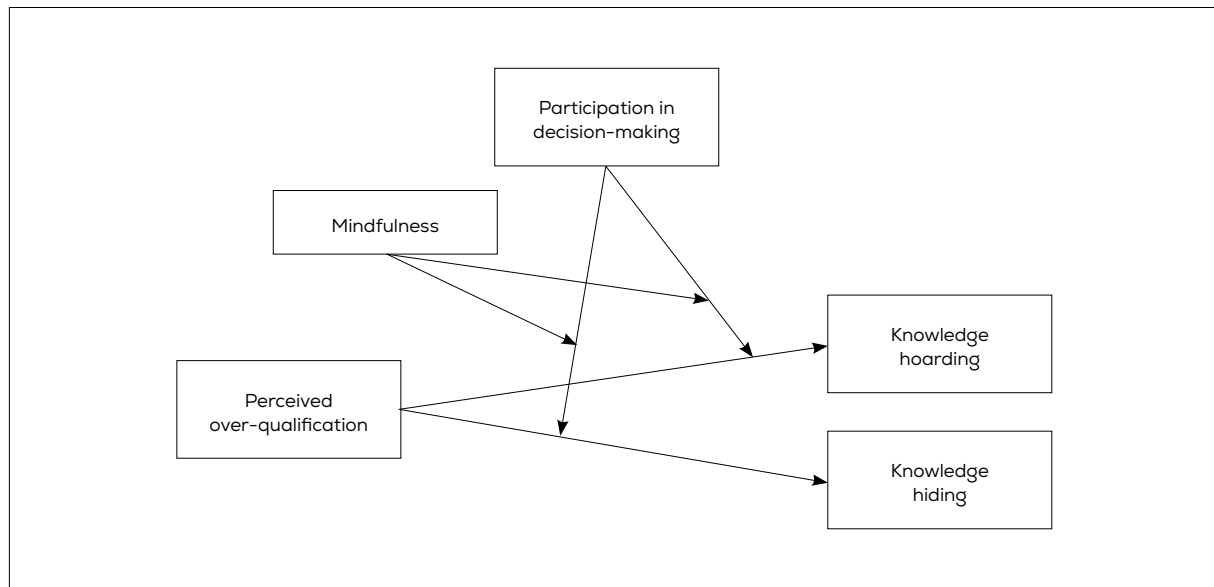 Participation in
decision-making
Mindfulness
Knowledge
hoarding
Perceived
over-qualification
Knowledge
hiding